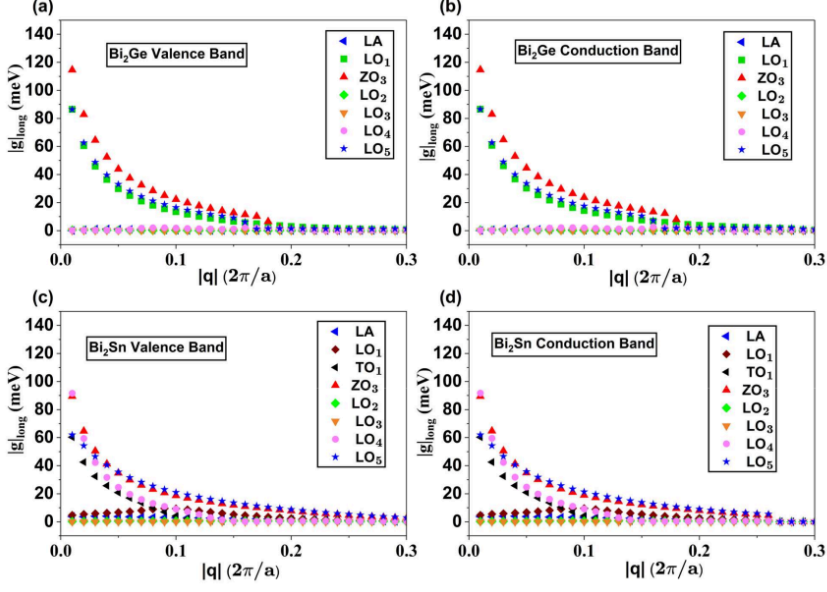 (a)
Bi₂Ge Valence Band
LA
LO₁
ZO₃
LO₂
LO₃
LO₄
LO₅
|g|long (meV)
140
120
100
80
60
40
20
0
0.0 0.1 0.2 0.3
|q| (2π/a)
(b)
Bi₂Ge Conduction Band
LA
LO₁
ZO₃
LO₂
LO₃
LO₄
LO₅
|g|long (meV)
140
120
100
80
60
40
20
0
0.0 0.1 0.2 0.3
|q| (2π/a)
(c)
Bi₂Sn Valence Band
LA
LO₁
TO₁
ZO₃
LO₂
LO₃
LO₄
LO₅
|g|long (meV)
140
120
100
80
60
40
20
0
0.0 0.1 0.2 0.3
|q| (2π/a)
(d)
Bi₂Sn Conduction Band
LA
LO₁
TO₁
ZO₃
LO₂
LO₃
LO₄
LO₅
|g|long (meV)
140
120
100
80
60
40
20
0
0.0 0.1 0.2 0.3
|q| (2π/a)